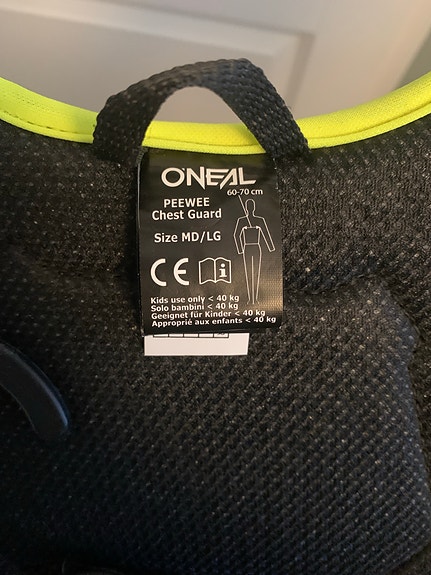 ONEAL
60-70 cm
PEEWEE
Chest Guard
Size MD/LG
CE
i
Kids use only < 40 kg
Solo bambini < 40 kg
Geeignet für Kinder < 40 kg
Approprié aux enfants < 40 kg